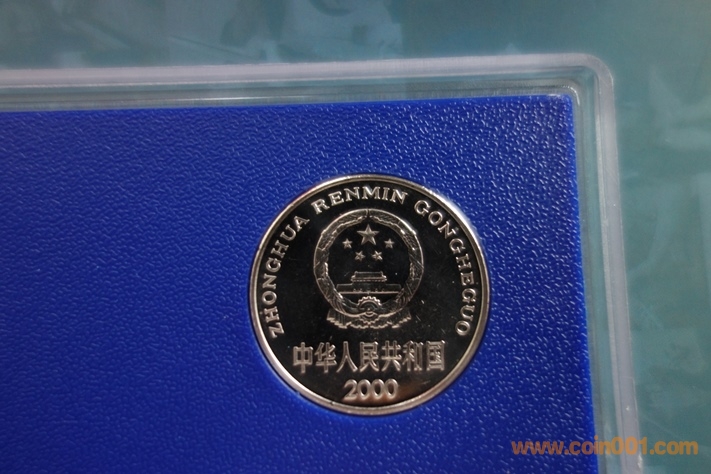 ZHONGHUA RENMIN GONGHEGUO
中华人民共和国
2000
www.coin001.com